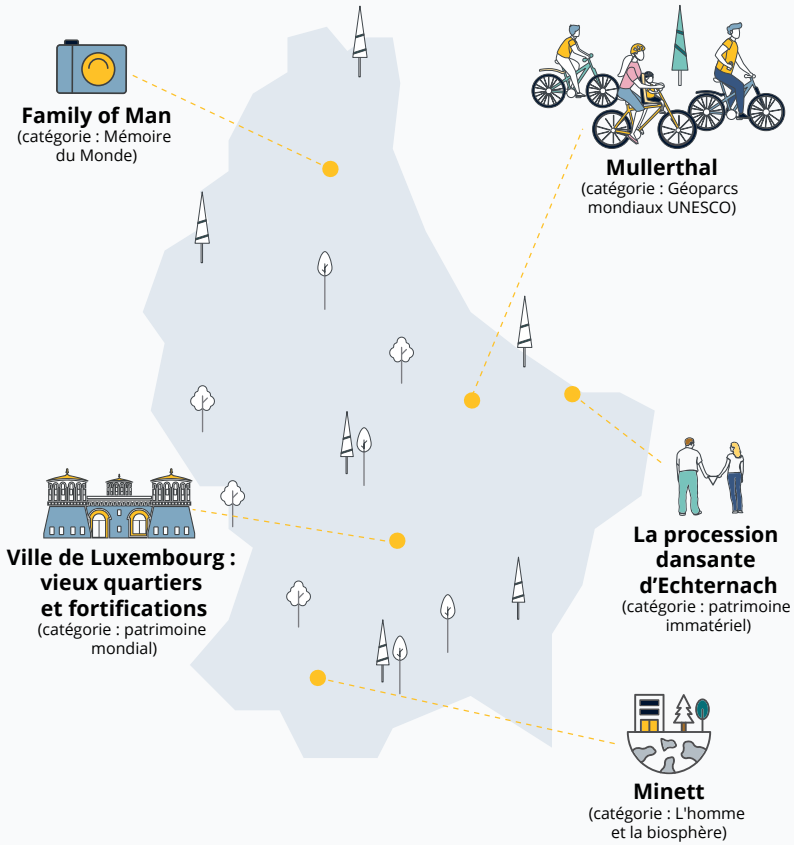 Family of Man
(catégorie : Mémoire
du Monde)
Mullerthal
(catégorie : Géoparcs
mondiaux UNESCO)
Ville de Luxembourg :
vieux quartiers
et fortifications
(catégorie : patrimoine
mondial)
La procession
dansante
d’Echternach
(catégorie : patrimoine
immatériel)
Minett
(catégorie : L'homme
et la biosphère)